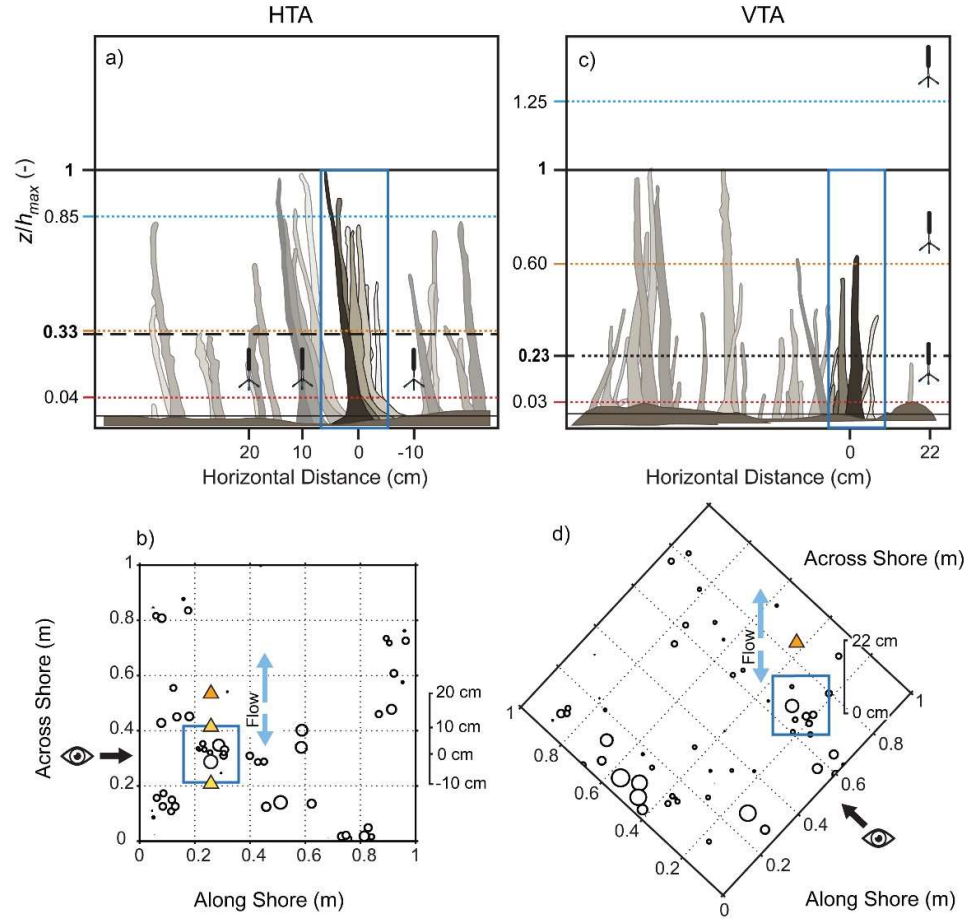 HTA
VTA
a)
c)
z/hmax (-)
1
0.85
0.33
0.04
1.25
1
0.60
0.23
0.03
20 10 0 -10
Horizontal Distance (cm)
0 22
Horizontal Distance (cm)
b)
d)
Across Shore (m)
1
0.8
0.6
0.4
0.2
0
Flow
20 cm
10 cm
0 cm
-10 cm
0 0.2 0.4 0.6 0.8 1
Along Shore (m)
Across Shore (m)
Flow
22 cm
0 cm
1
0.8
0.6
0.4
0.2
0
0.2
0.4
0.6
0.8
1
Along Shore (m)